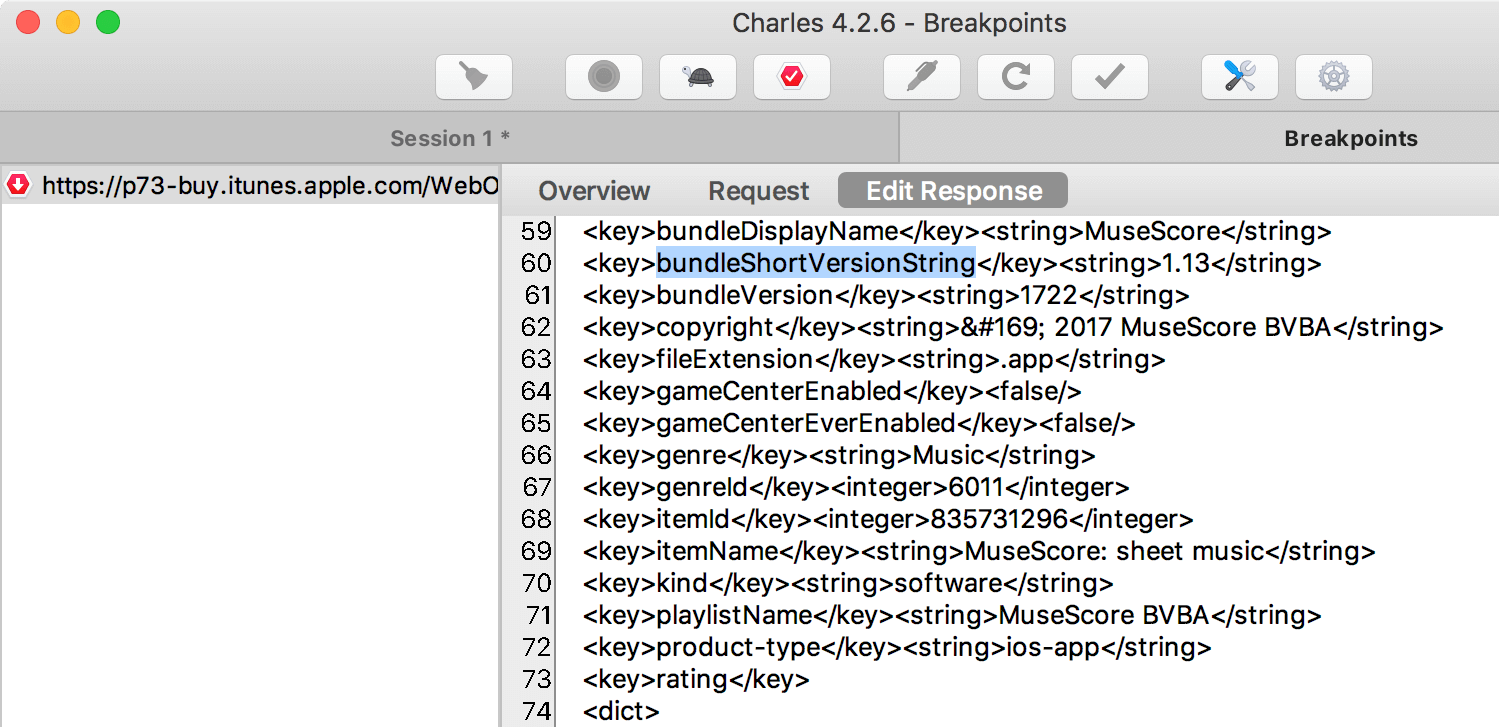 Charles 4.2.6 - Breakpoints
Session 1 *
Breakpoints
https://p73-buy.itunes.apple.com/WebO
Overview Request Edit Response
59 <key>bundleDisplayName</key><string>MuseScore</string>
60 <key>bundleShortVersionString</key><string>1.13</string>
61 <key>bundleVersion</key><string>1722</string>
62 <key>copyright</key><string>&#169; 2017 MuseScore BVBA</string>
63 <key>fileExtension</key><string>.app</string>
64 <key>gameCenterEnabled</key><false/>
65 <key>gameCenterEverEnabled</key><false/>
66 <key>genre</key><string>Music</string>
67 <key>genreId</key><integer>6011</integer>
68 <key>itemId</key><integer>835731296</integer>
69 <key>itemName</key><string>MuseScore: sheet music</string>
70 <key>kind</key><string>software</string>
71 <key>playlistName</key><string>MuseScore BVBA</string>
72 <key>product-type</key><string>ios-app</string>
73 <key>rating</key>
74 <dict>